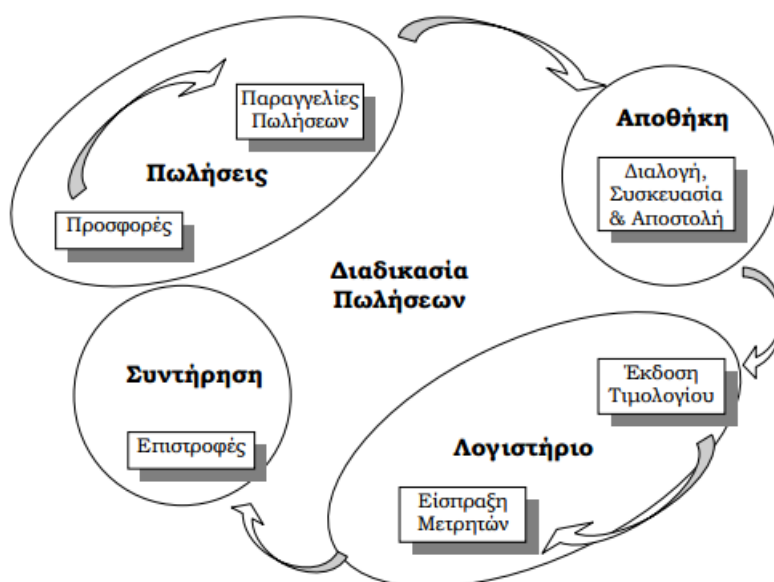 Παραγγελίες
Πωλήσεων
Πωλήσεις
Προσφορές
Αποθήκη
Διαλογή,
Συσκευασία
& Αποστολή
Διαδικασία
Πωλήσεων
Έκδοση
Τιμολογίου
Λογιστήριο
Είσπραξη
Μετρητών
Συντήρηση
Επιστροφές